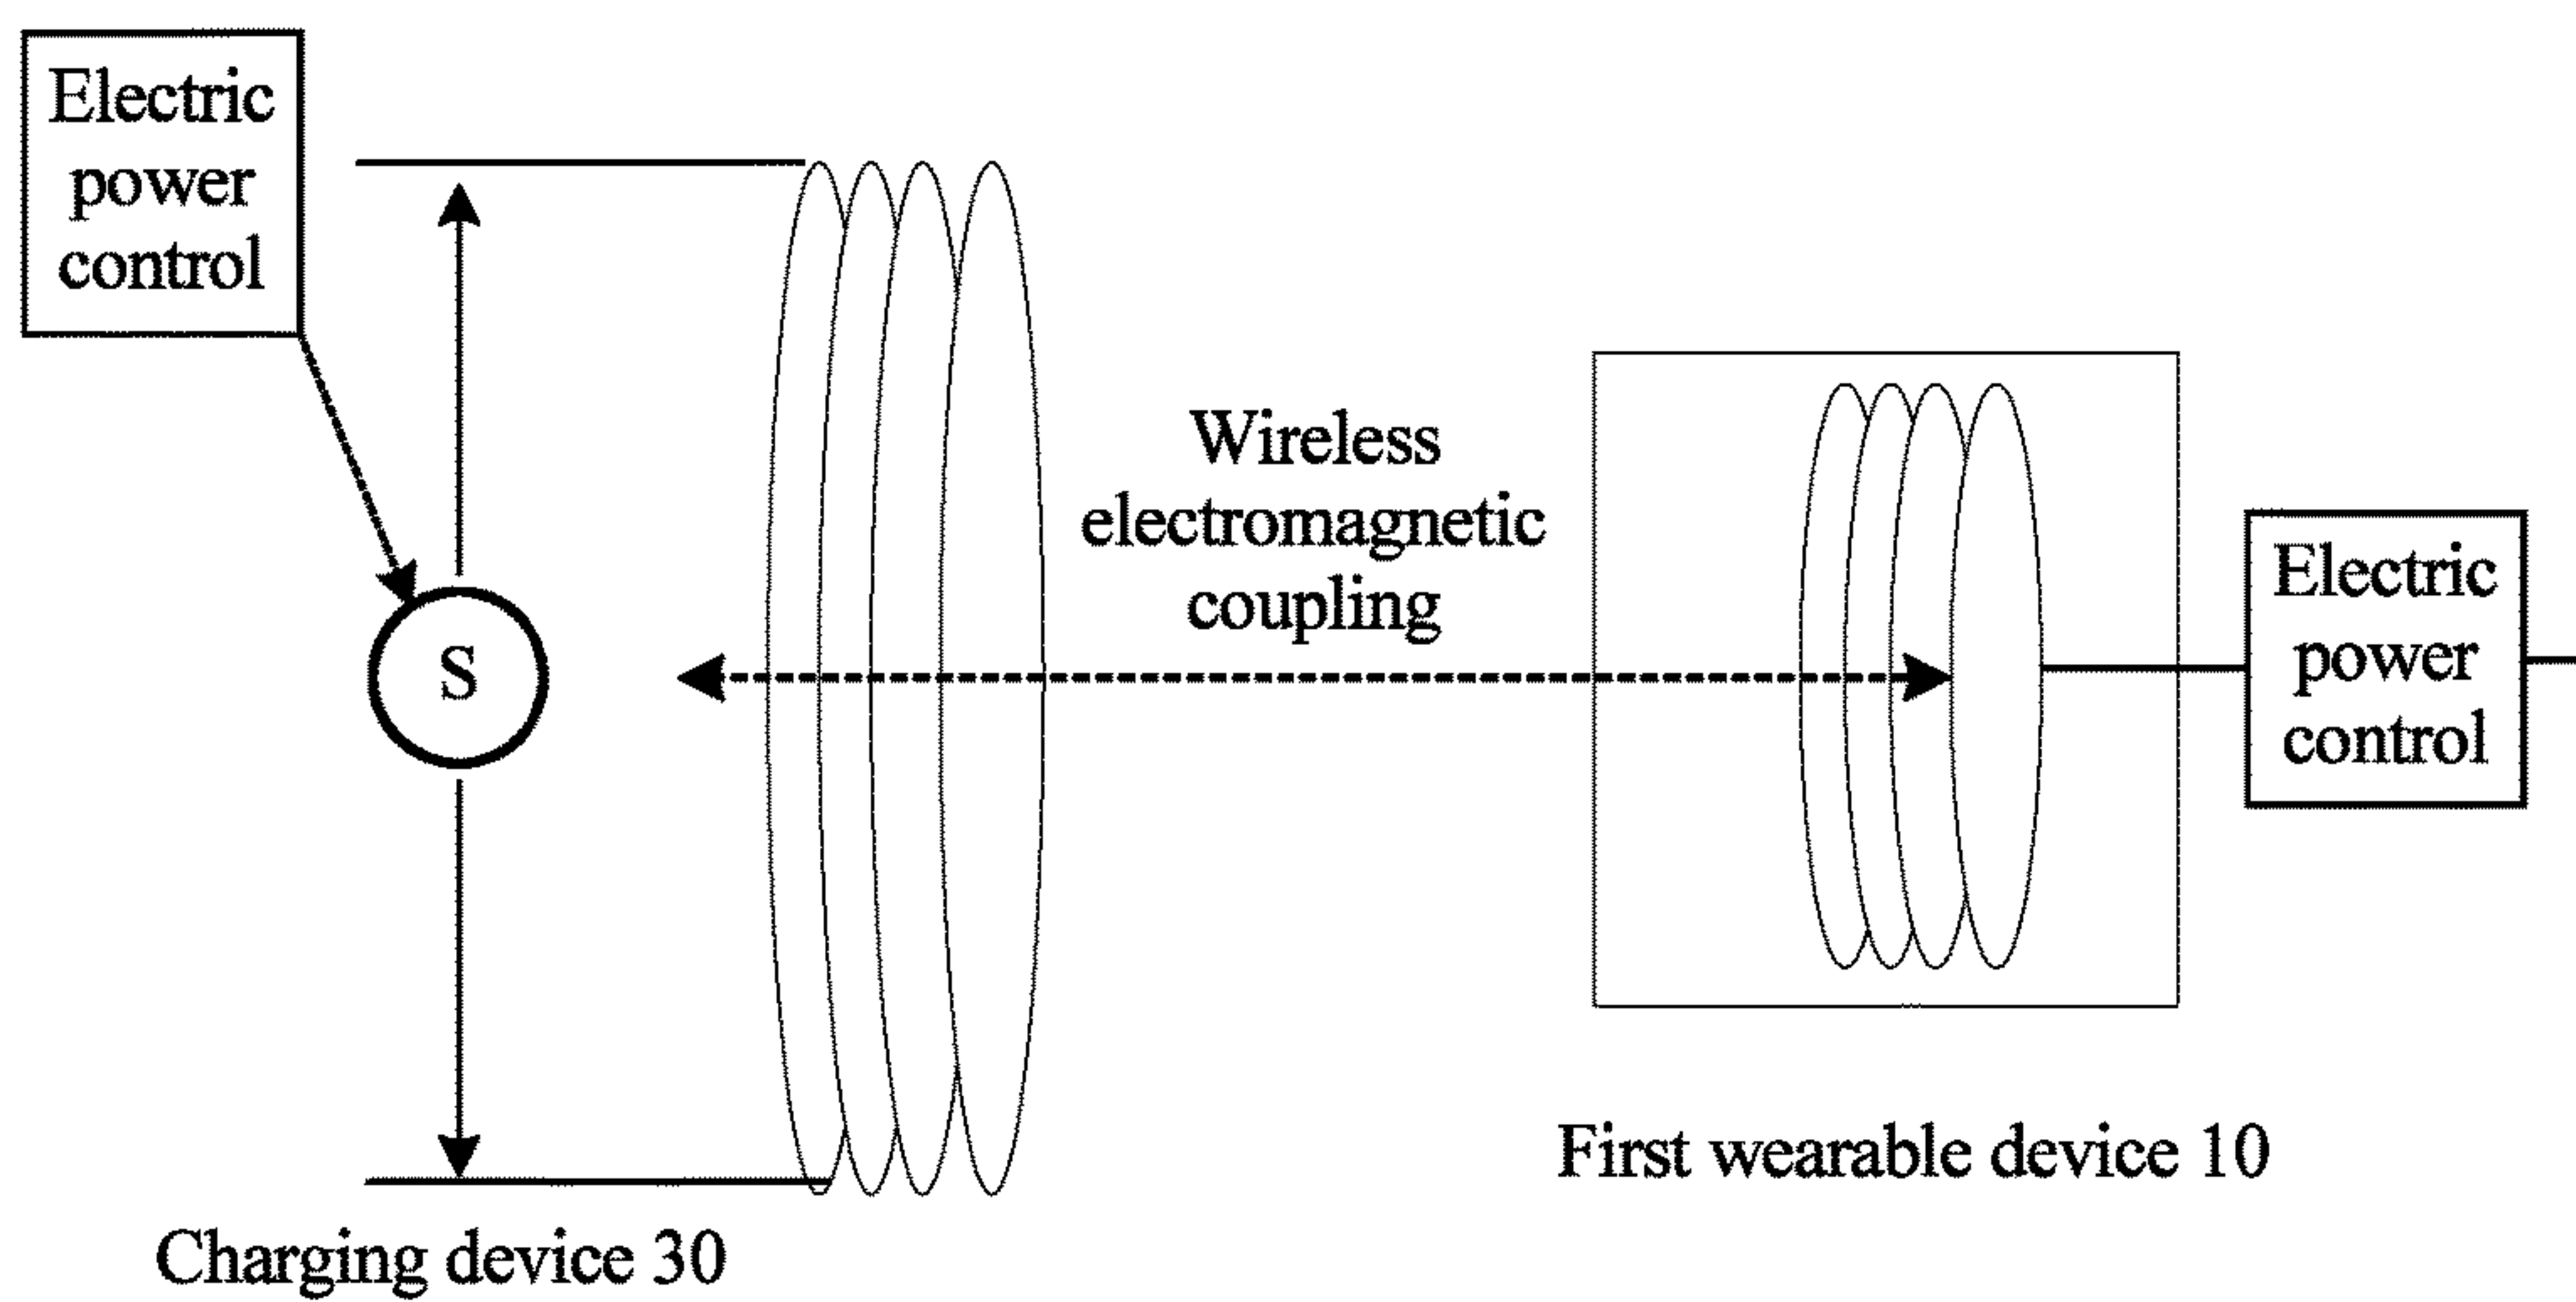 Electric
power
control
S
Wireless
electromagnetic
coupling
Electric
power
control
First wearable device 10
Charging device 30